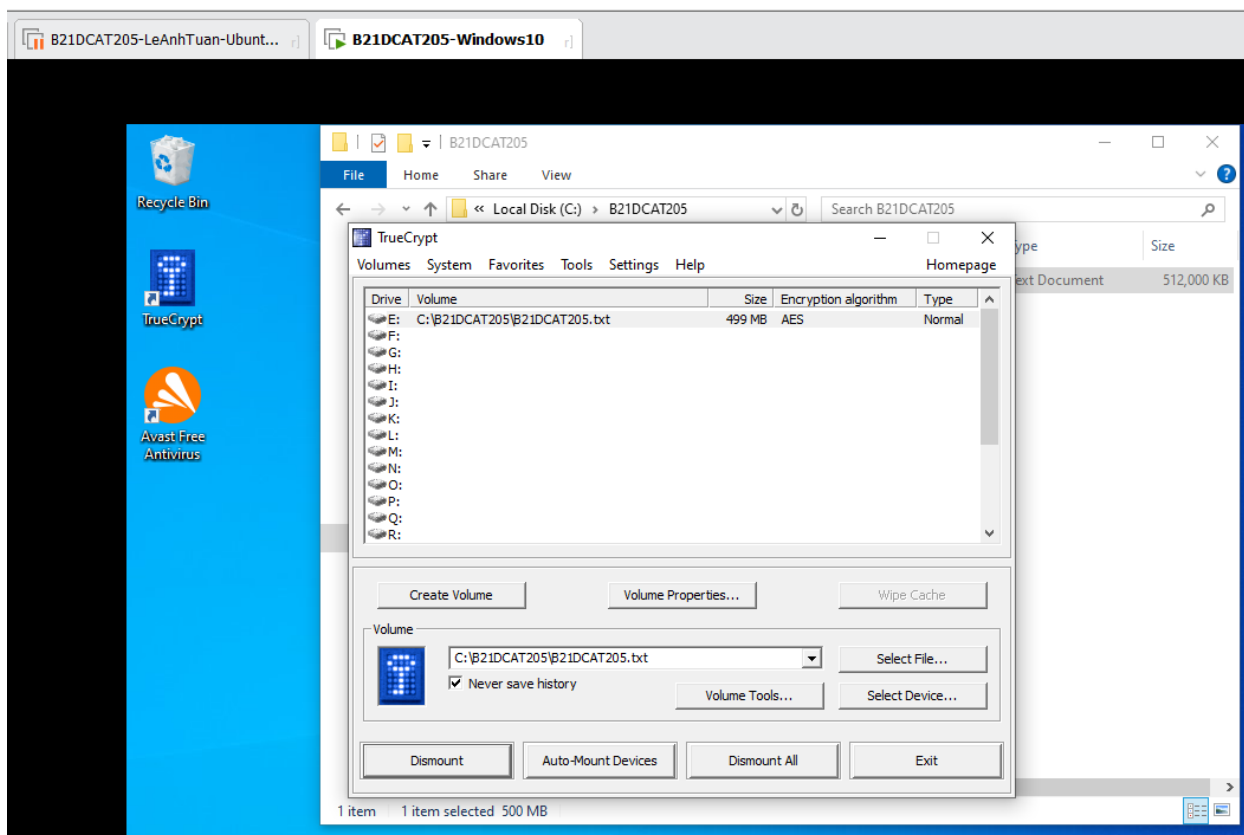 B21DCAT205-LeAnhTuan-Ubunt...
B21DCAT205-Windows10
Recycle Bin
TrueCrypt
Avast Free
Antivirus
B21DCAT205
File Home Share View
« Local Disk (C:) › B21DCAT205
Search B21DCAT205
Size
ext Document 512,000 KB
TrueCrypt
Volumes System Favorites Tools Settings Help Homepage
Drive Volume Size Encryption algorithm Type
E: C:\B21DCAT205\B21DCAT205.txt 499 MB AES Normal
F:
G:
H:
I:
J:
K:
L:
M:
N:
O:
P:
Q:
R:
Create Volume Volume Properties... Wipe Cache
Volume
C:\B21DCAT205\B21DCAT205.txt Select File...
Never save history
Volume Tools... Select Device...
Dismount Auto-Mount Devices Dismount All Exit
1 item 1 item selected 500 MB